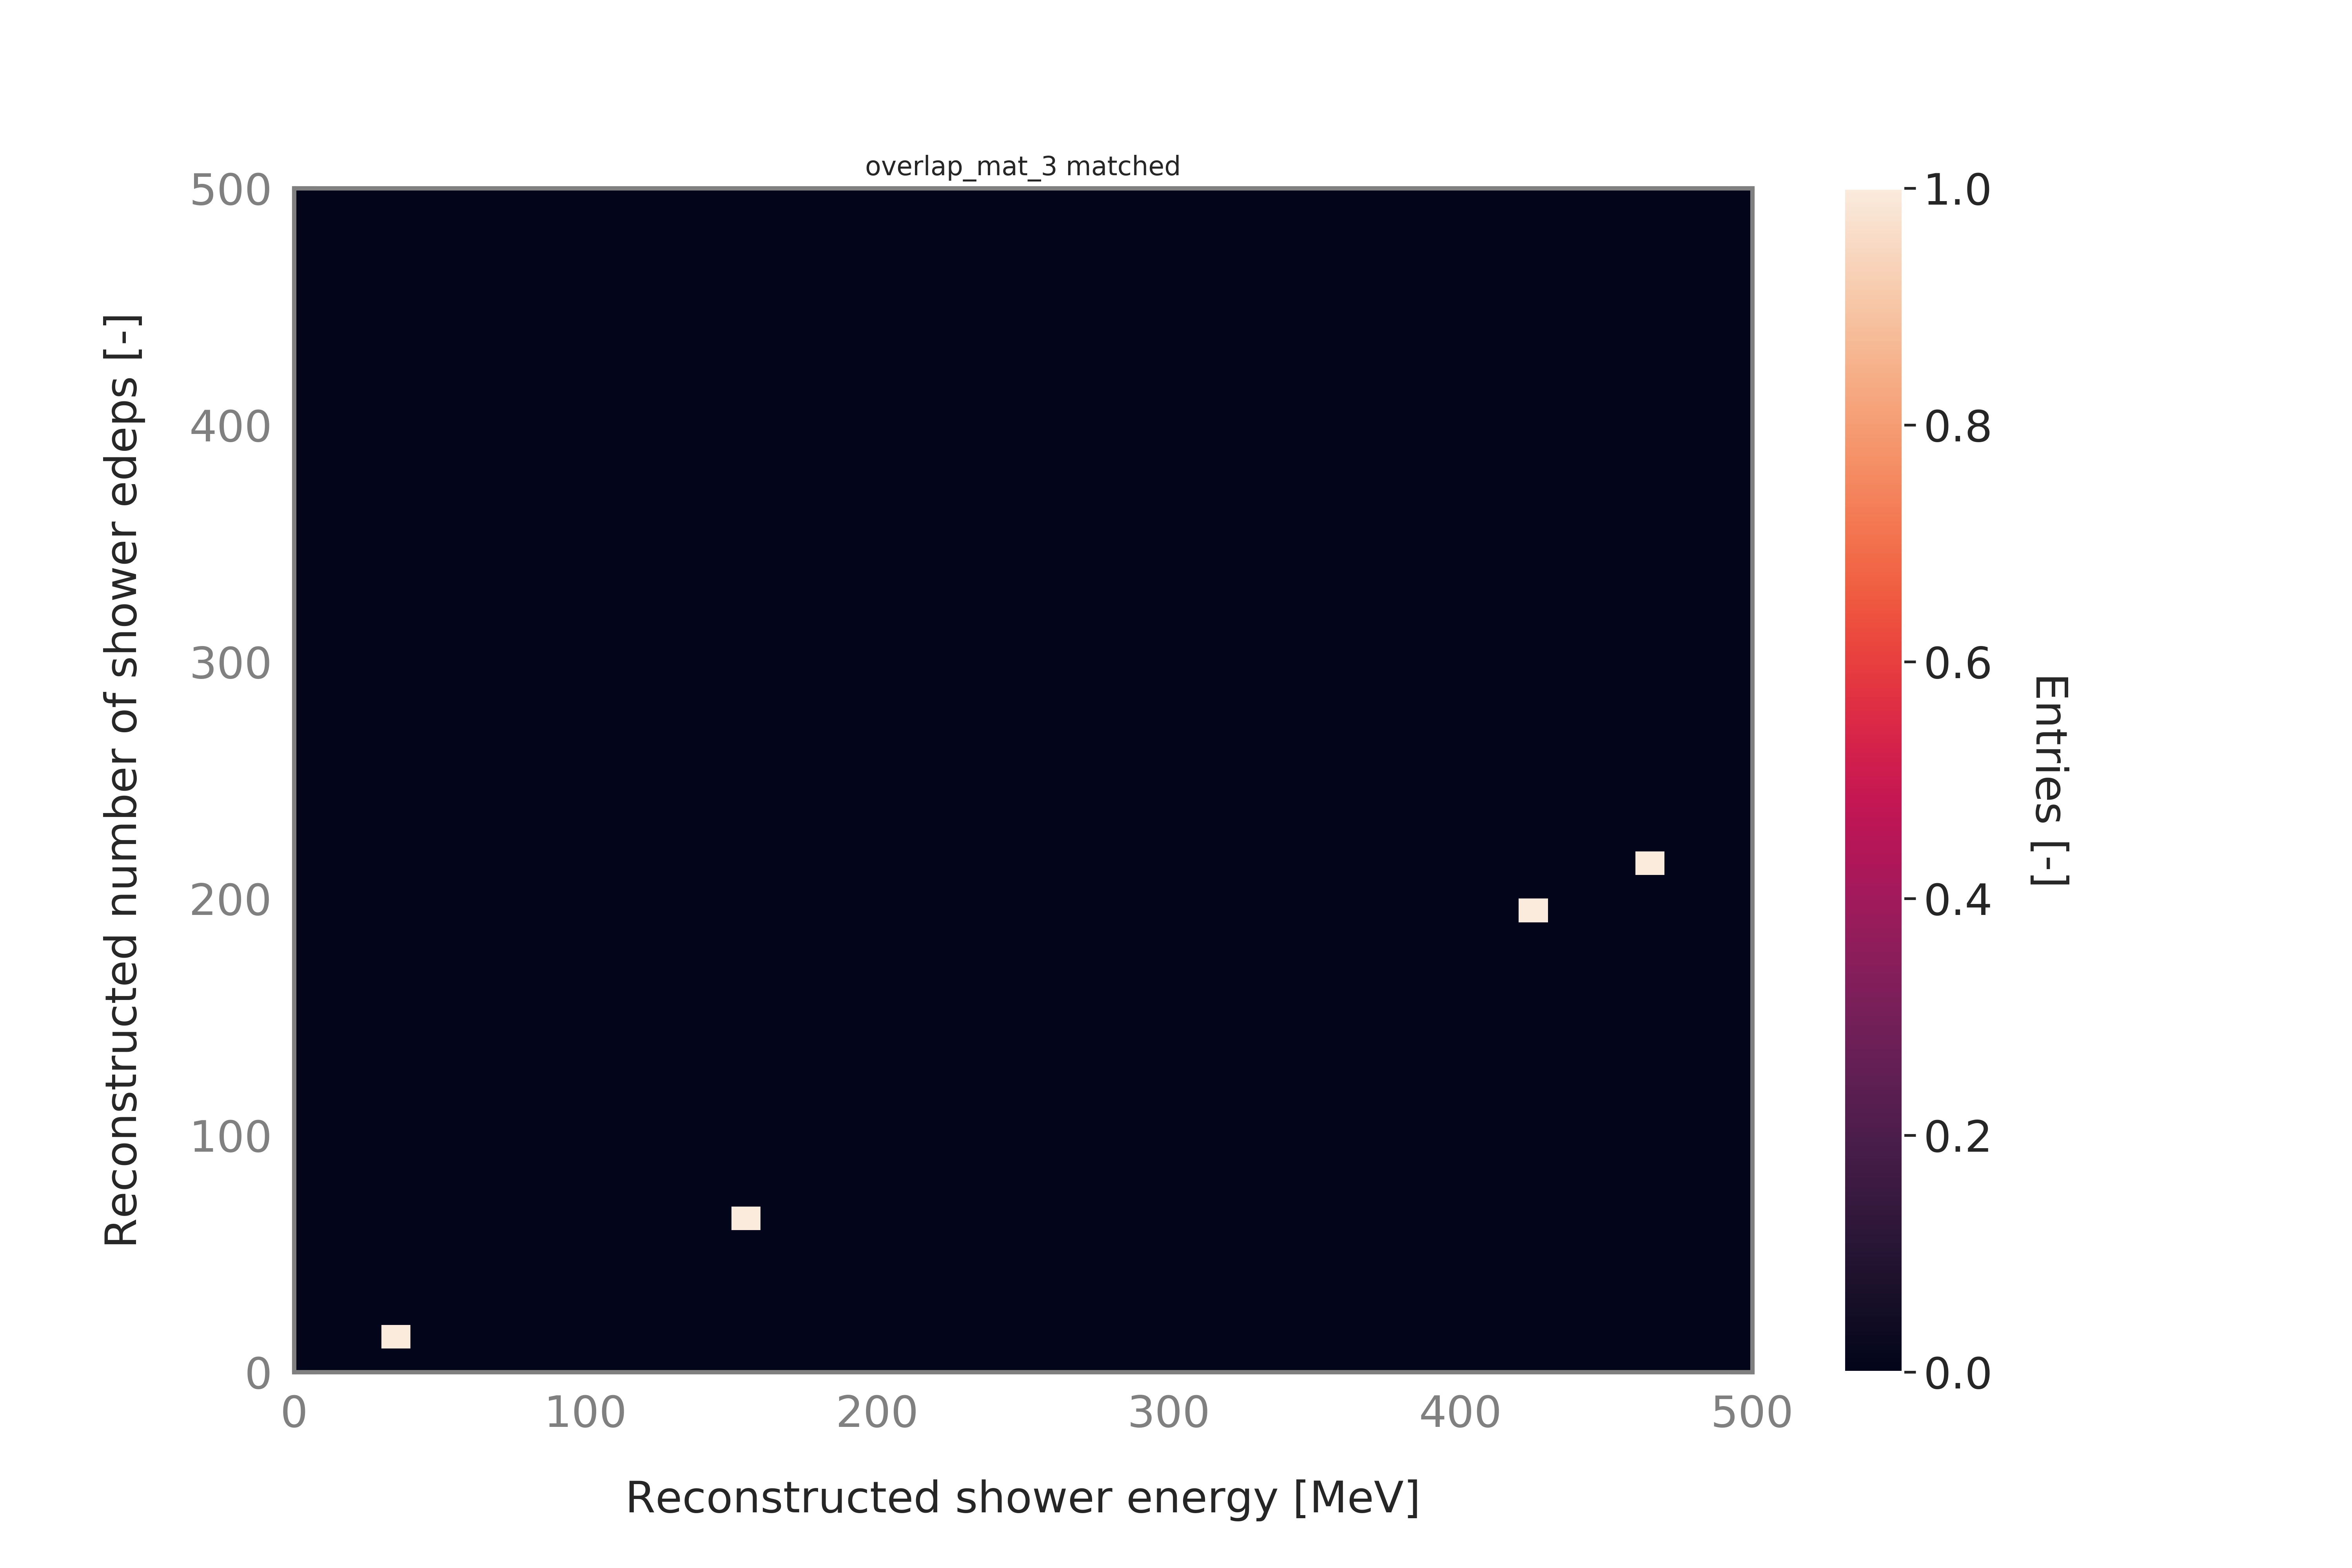 overlap_mat_3 matched
Reconstructed number of shower edeps [-]
500
400
300
200
100
0
0 100 200 300 400 500
Reconstructed shower energy [MeV]
1.0
0.8
0.6
0.4
0.2
0.0
Entries [-]